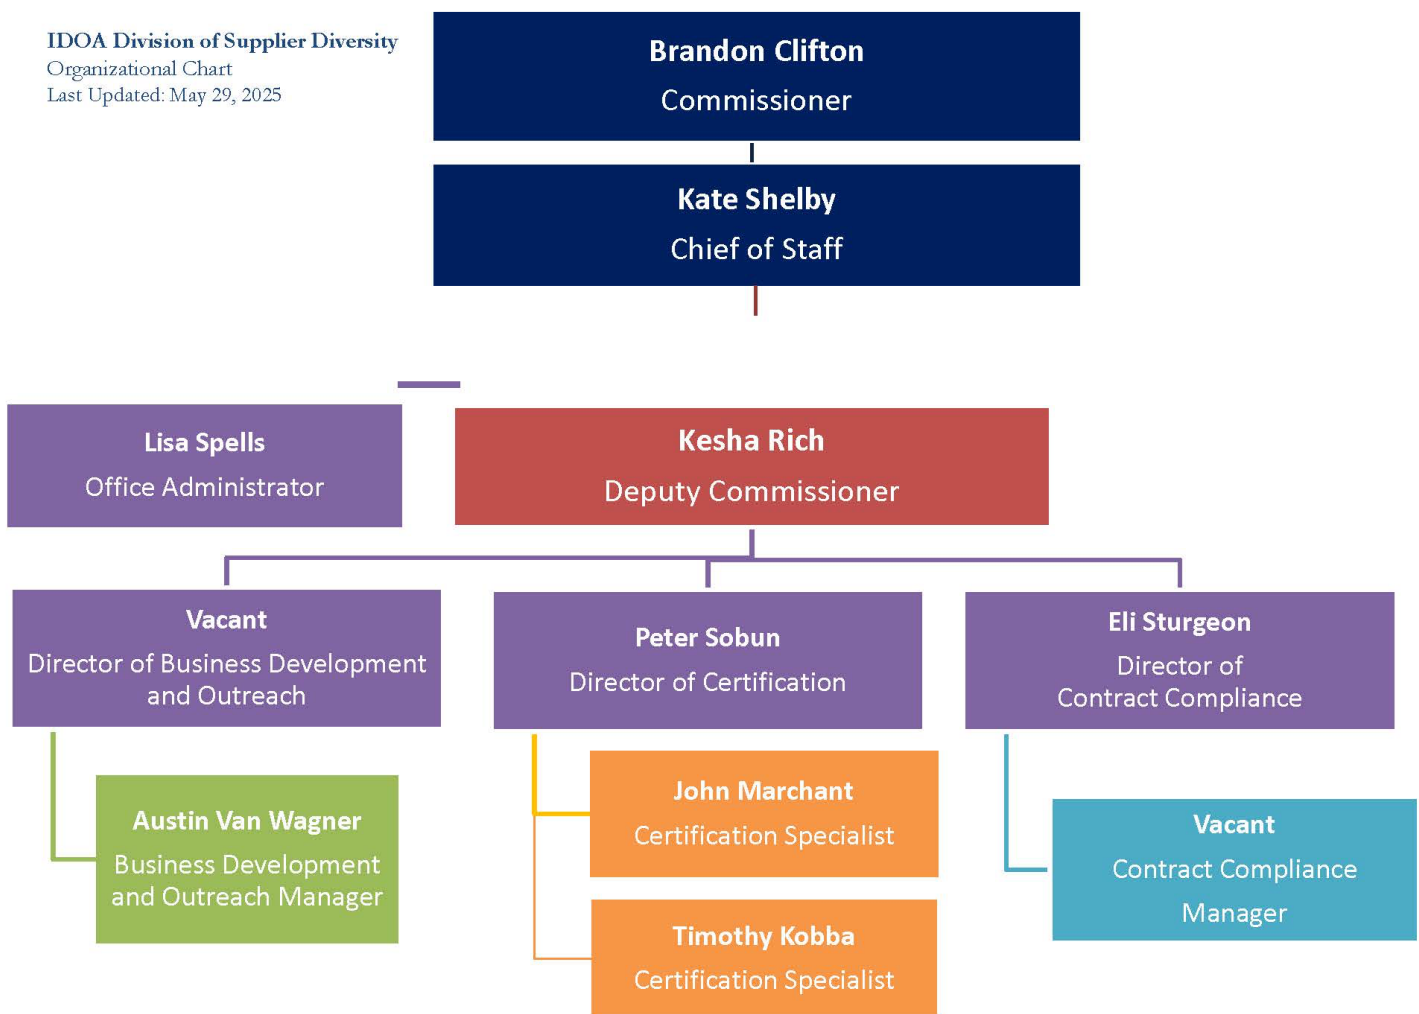 IDOA Division of Supplier Diversity
Organizational Chart
Last Updated: May 29, 2025
Brandon Clifton
Commissioner
Kate Shelby
Chief of Staff
Lisa Spells
Office Administrator
Kesha Rich
Deputy Commissioner
Vacant
Director of Business Development
and Outreach
Peter Sobun
Director of Certification
Eli Sturgeon
Director of
Contract Compliance
Austin Van Wagner
Business Development
and Outreach Manager
John Marchant
Certification Specialist
Timothy Kobba
Certification Specialist
Vacant
Contract Compliance
Manager